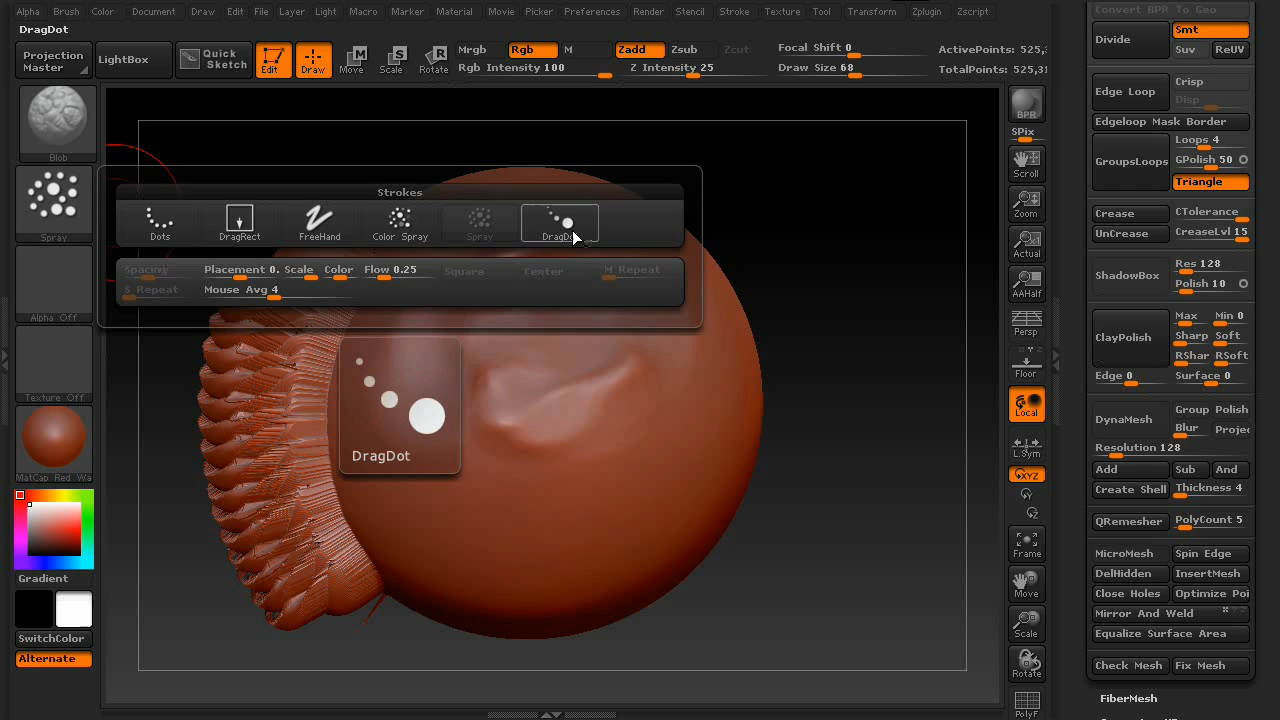 Alpha Brush Color Document Draw Edit File Layer Light Macro Marker Material Movie Picker Preferences Render Stencil Stroke Texture Tool Transform Zplugin Zscript
DragDot
Projection Master
LightBox
Quick Sketch
Edit
Draw
Move
Scale
Rotate
Mrgb Rgb M
Rgb Intensity 100
Zadd Zsub Zcut
Z Intensity 25
Focal Shift 0
Draw Size 68
ActivePoints: 525,
TotalPoints: 525,
Blob
Spray
Alpha Off
Texture Off
MatCap Red Wa
Gradient
SwitchColor
Alternate
Strokes
Dots DragRect FreeHand Color Spray Spray
Spacing Placement 0. Scale Color Flow 0.25 Square Center M Repeat
S Repeat Mouse Avg 4
DragDot
BPR
SPix
Scroll
Zoom
Actual
AAHalf
Persp
Floor
Local
L.Sym
XYZ
Frame
Move
Scale
Rotate
PolyF
Convert BPR To Geo
Divide Smt
Suv ReUV
Edge Loop Crisp
Disp
Edgeloop Mask Border
GroupsLoops Loops 4
GPolish 50
Triangle
Crease CTolerance
UnCrease CreaseLvl 15
ShadowBox Res 128
Polish 10
ClayPolish Max Min 0
Sharp Soft
RShar RSoft
Edge 0 Surface 0
DynaMesh Group Polish
Blur Projec
Resolution 128
Add Sub And
Create Shell Thickness 4
QRemesher PolyCount 5
MicroMesh Spin Edge
DelHidden InsertMesh
Close Holes Optimize Poi
Mirror And Weld
Equalize Surface Area
Check Mesh Fix Mesh
FiberMesh